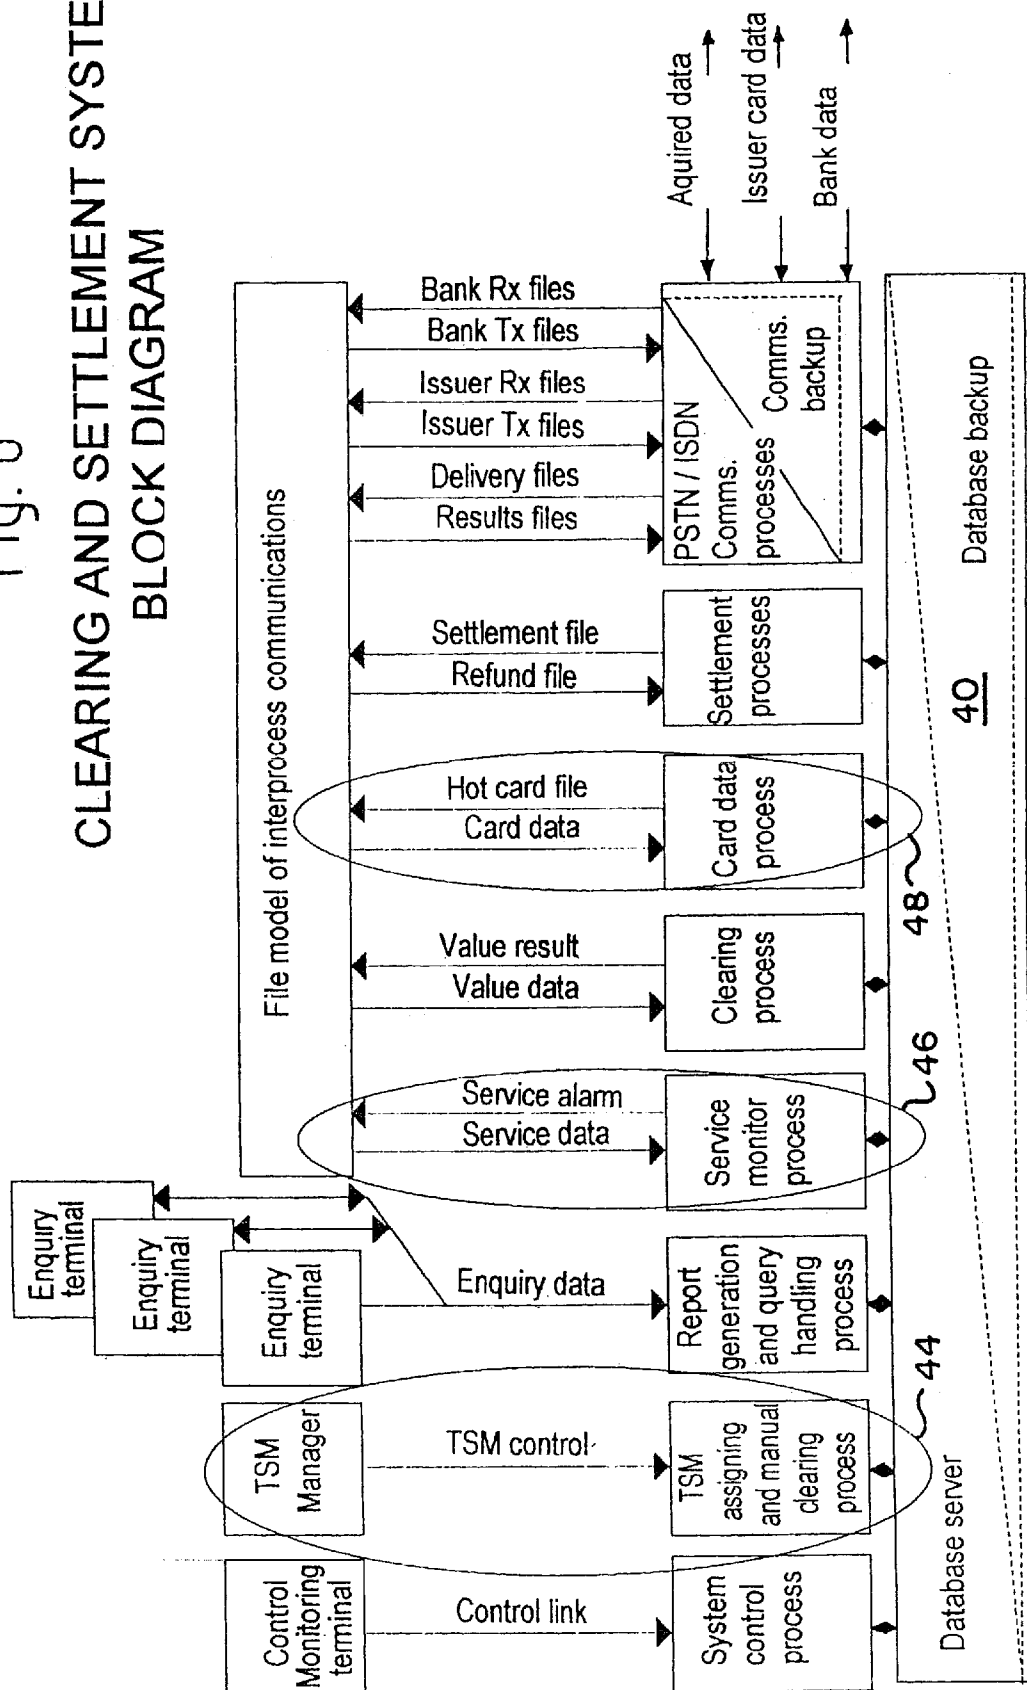 CLEARING AND SETTLEMENT SYSTE
BLOCK DIAGRAM
Enquiry
terminal
Enquiry
terminal
Enquiry
terminal
Control
Monitoring
terminal
TSM
Manager
File model of interprocess communications
Control link
TSM control
Enquiry data
Service alarm
Service data
Value result
Value data
Hot card file
Card data
Settlement file
Refund file
Bank Rx files
Bank Tx files
Issuer Rx files
Issuer Tx files
Delivery files
Results files
System
control
process
TSM
assigning
and manual
clearing
process
Report
generation
and query
handling
process
Service
monitor
process
Clearing
process
Card data
process
Settlement
processes
PSTN / ISDN
Comms.
processes
Comms.
backup
Aquired data
Issuer card data
Bank data
44
46
48
Database server
40
Database backup